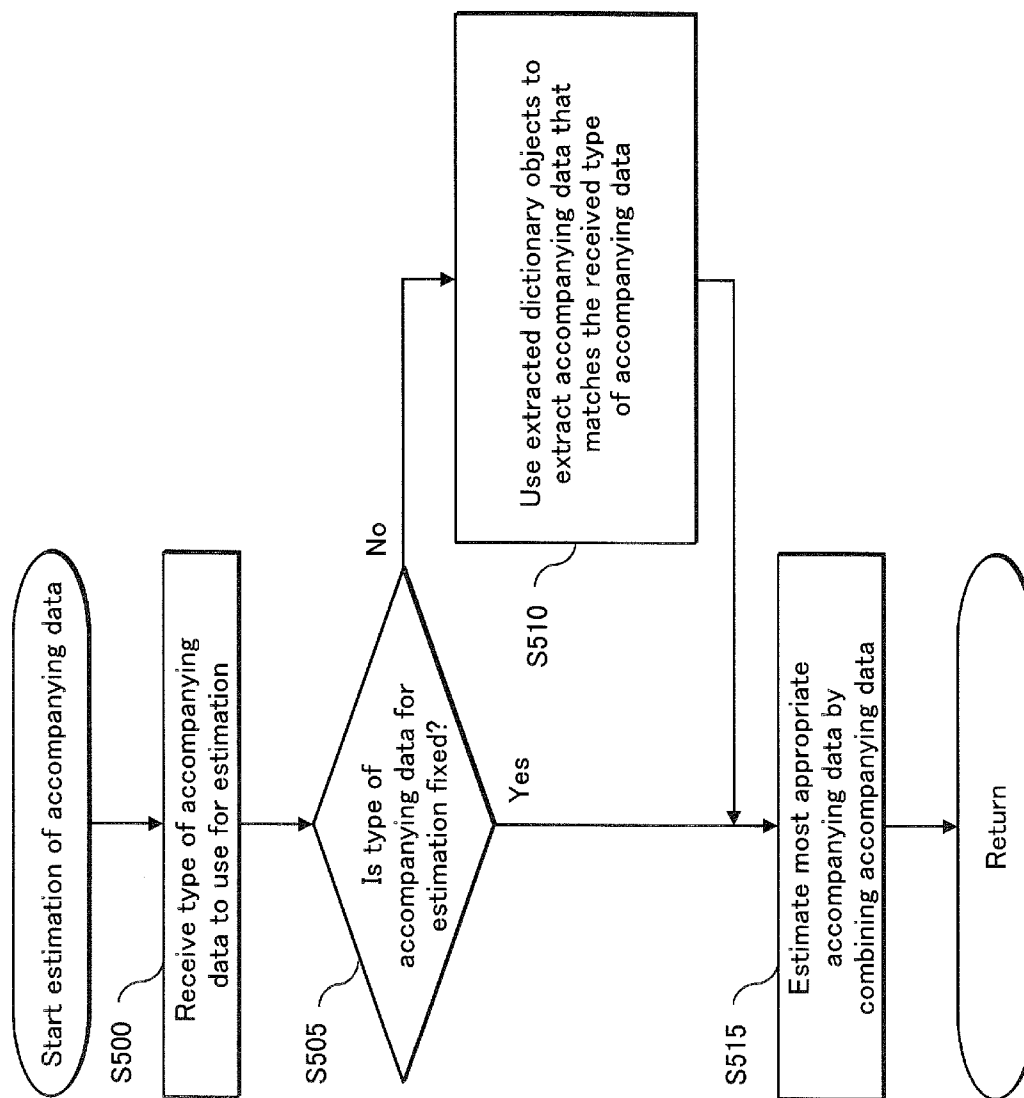 Start estimation of accompanying data
S500
Receive type of accompanying
data to use for estimation
S505
Is type of
accompanying data for
estimation fixed?
No
Yes
S510
Use extracted dictionary objects to
extract accompanying data that
matches the received type
of accompanying data
S515
Estimate most appropriate
accompanying data by
combining accompanying data
Return